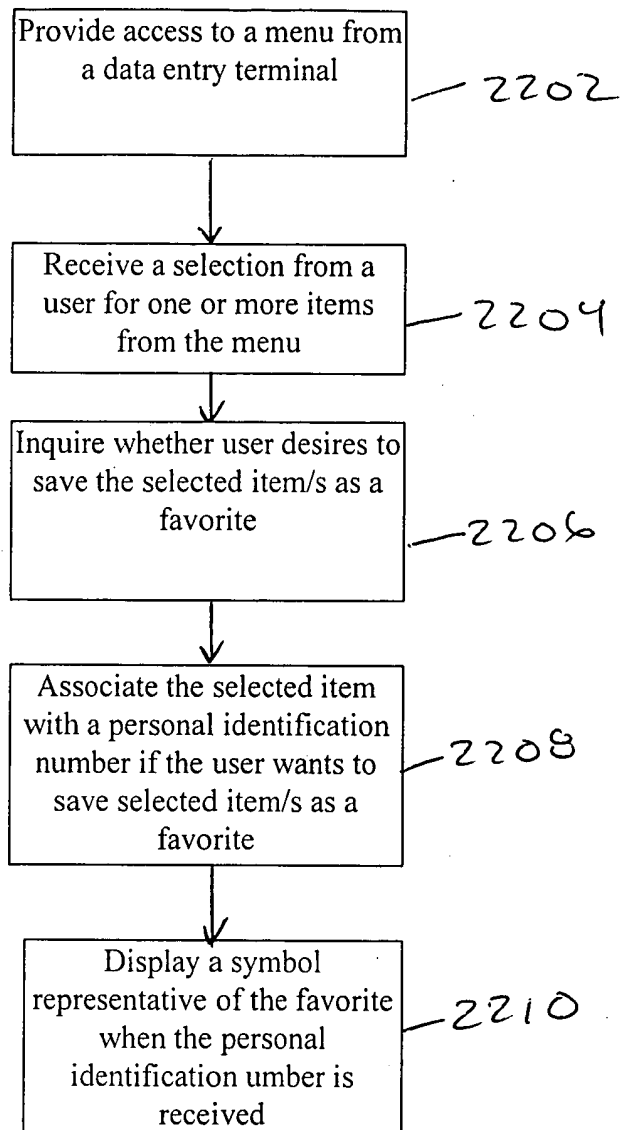 Provide access to a menu from
a data entry terminal
2202
Receive a selection from a
user for one or more items
from the menu
2204
Inquire whether user desires to
save the selected item/s as a
favorite
2206
Associate the selected item
with a personal identification
number if the user wants to
save selected item/s as a
favorite
2208
Display a symbol
representative of the favorite
when the personal
identification umber is
received
2210